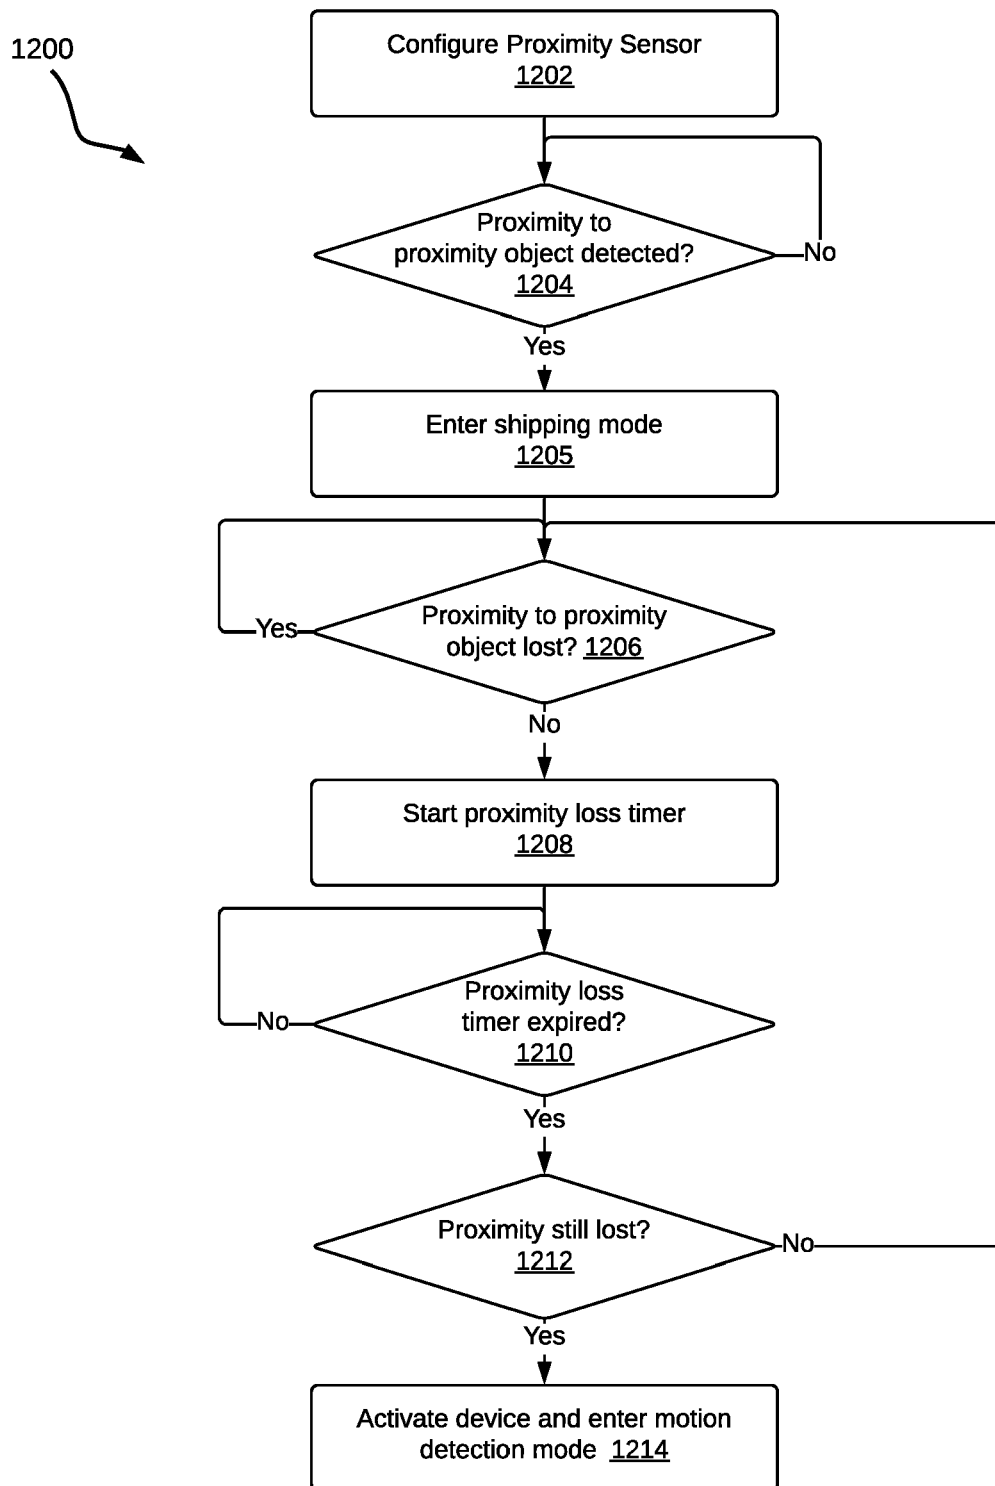 1200
Configure Proximity Sensor
1202
Proximity to
proximity object detected?
1204
No
Yes
Enter shipping mode
1205
Proximity to proximity
object lost? 1206
Yes
No
Start proximity loss timer
1208
Proximity loss
timer expired?
1210
No
Yes
Proximity still lost?
1212
No
Yes
Activate device and enter motion
detection mode 1214